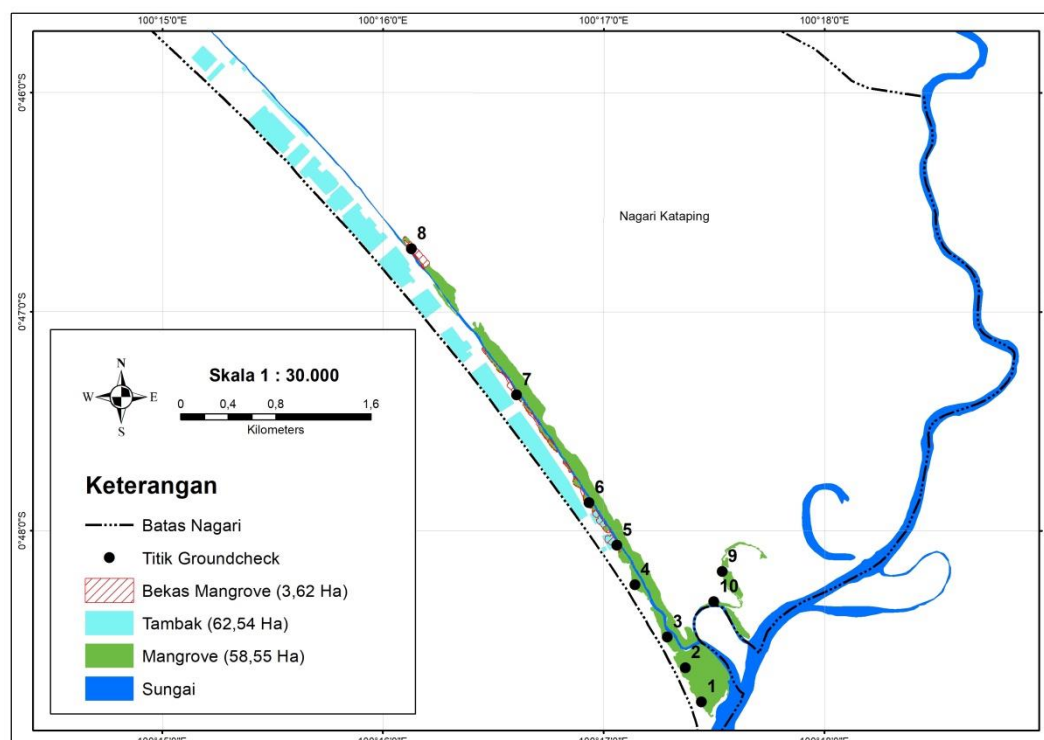 100°15'0"E 100°16'0"E 100°17'0"E 100°18'0"E
0°46'0"S
0°47'0"S
0°48'0"S
Nagari Kataping
8
7
6
5
4
9
10
3
2
1
N
W E
S
Skala 1 : 30.000
0 0,4 0,8 1,6
Kilometers
Keterangan
Batas Nagari
Titik Groundcheck
Bekas Mangrove (3,62 Ha)
Tambak (62,54 Ha)
Mangrove (58,55 Ha)
Sungai